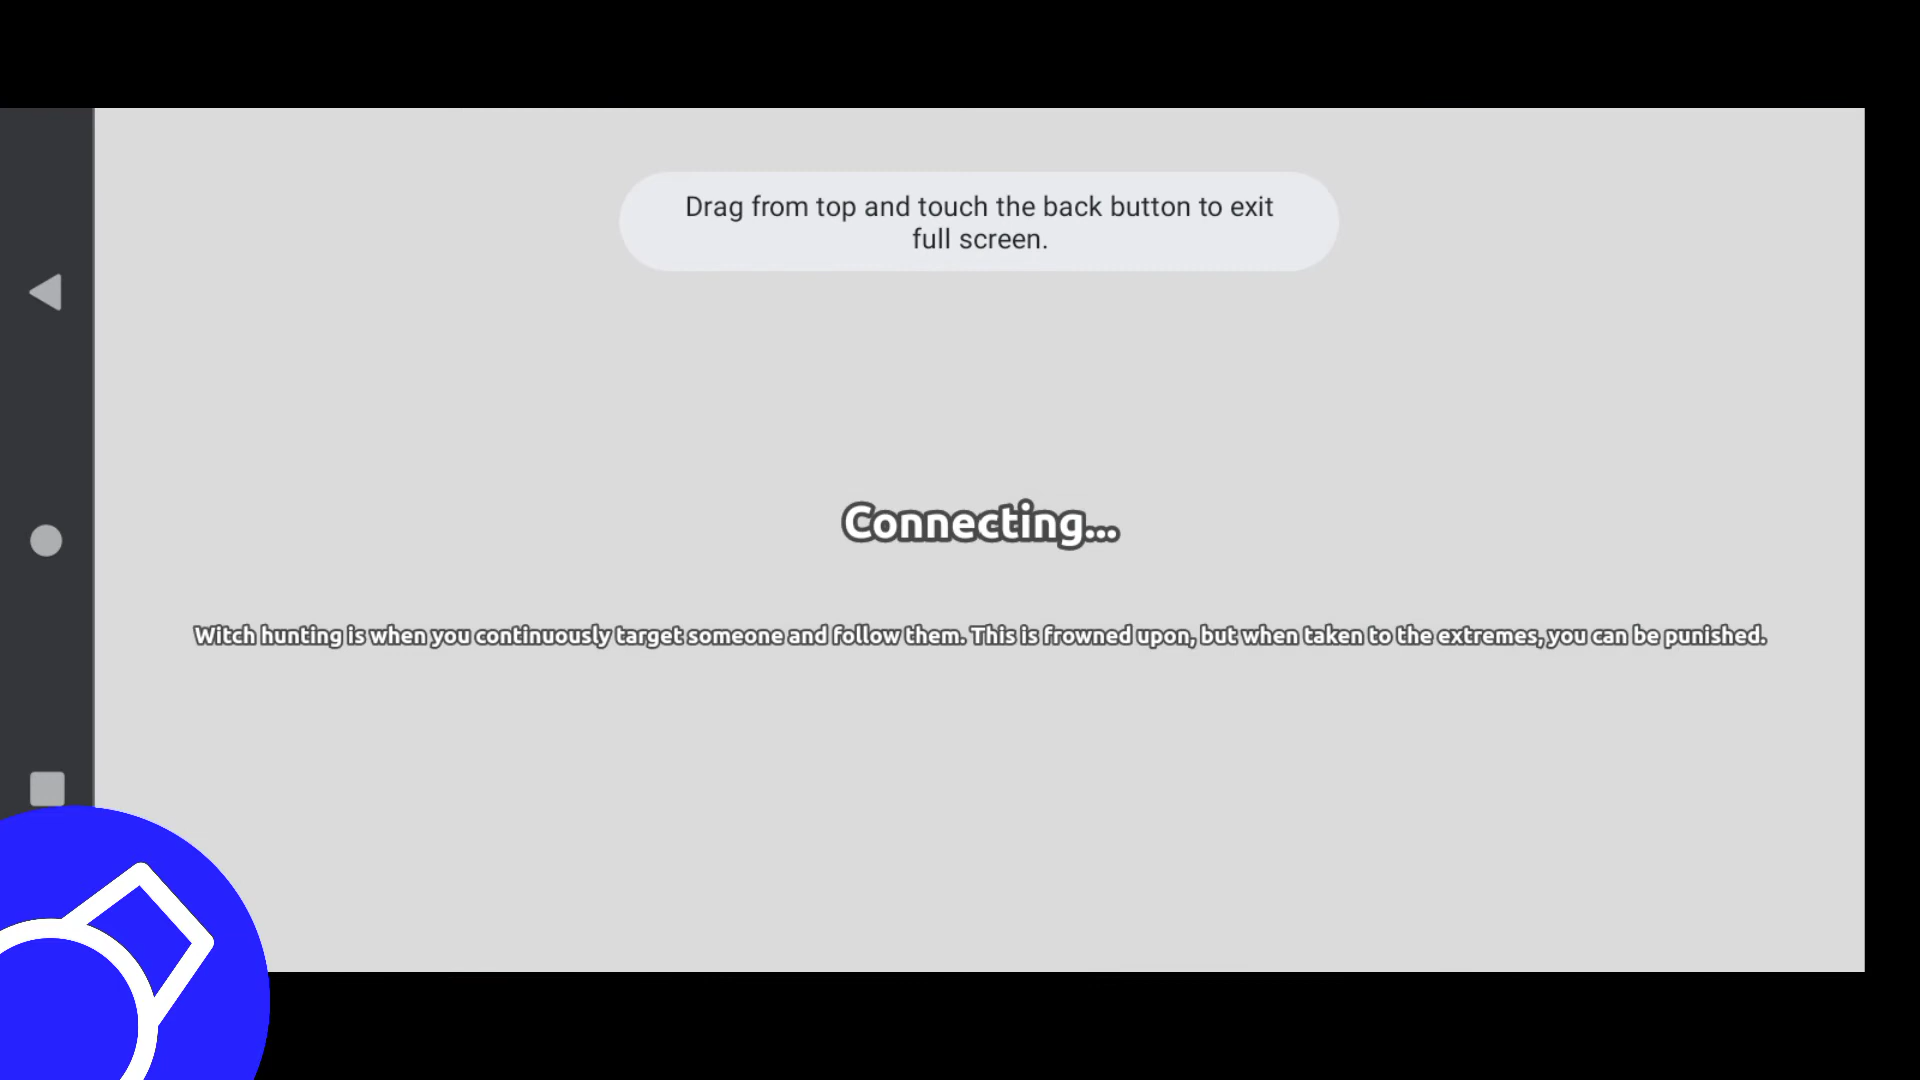 Drag from top and touch the back button to exit
full screen.
Connecting...
Witch hunting is when you continuously target someone and follow them. This is frowned upon, but when taken to the extremes, you can be punished.